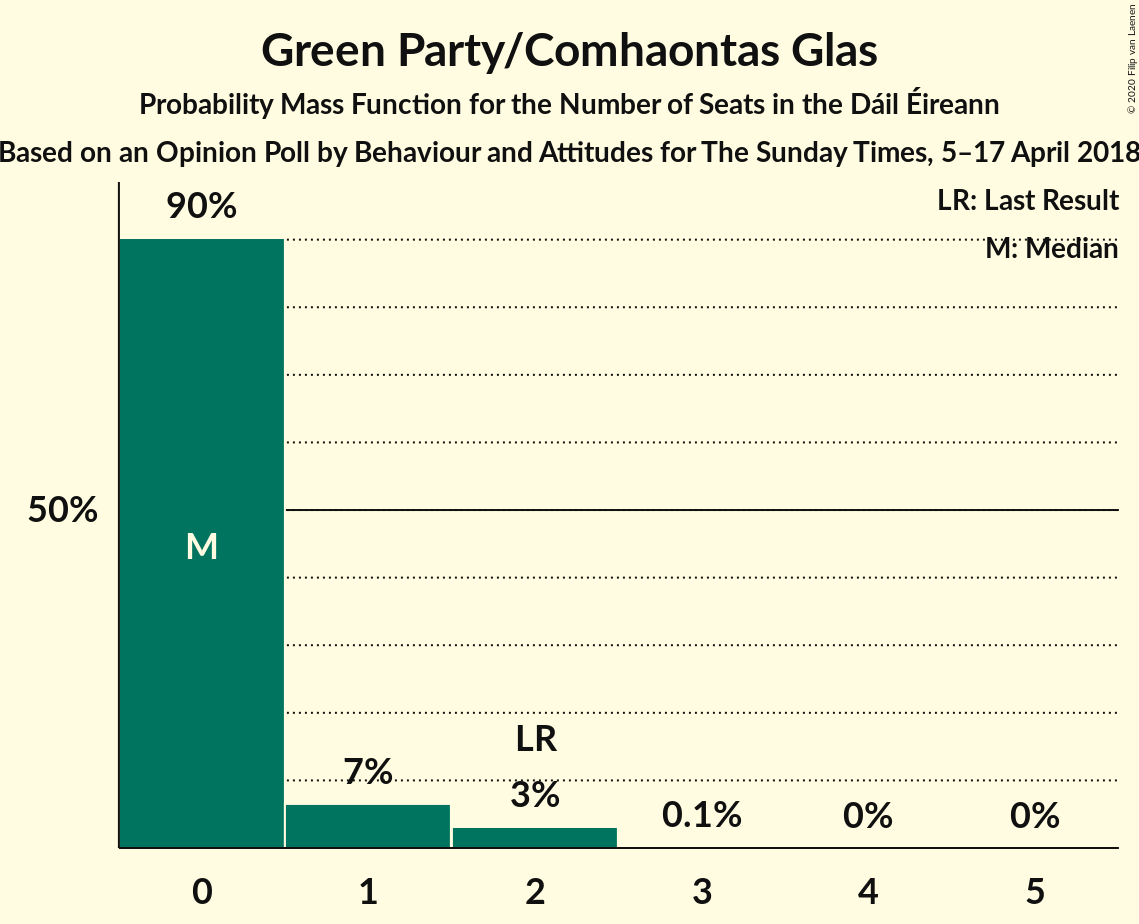 Green Party/Comhaontas Glas
Probability Mass Function for the Number of Seats in the Dáil Éireann
Based on an Opinion Poll by Behaviour and Attitudes for The Sunday Times, 5–17 April 2018
© 2020 Filip van Laenen
LR: Last Result
M: Median
90%
50%
M
LR
7%
3%
0.1%
0%
0%
0 1 2 3 4 5